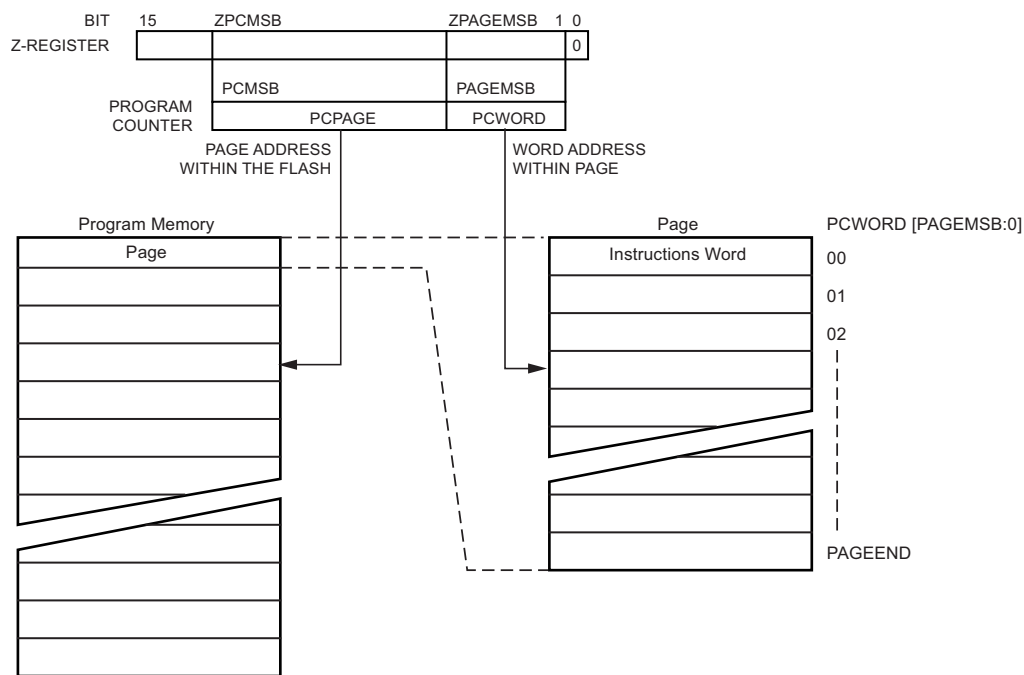 BIT 15 ZPCMSB ZPAGEMSB 1 0
Z-REGISTER 0
PCMSB PAGEMSB
PROGRAM
COUNTER
PCPAGE PCWORD
PAGE ADDRESS
WITHIN THE FLASH
WORD ADDRESS
WITHIN PAGE
Program Memory
Page
Page
Instructions Word
PCWORD [PAGEMSB:0]
00
01
02
PAGEEND